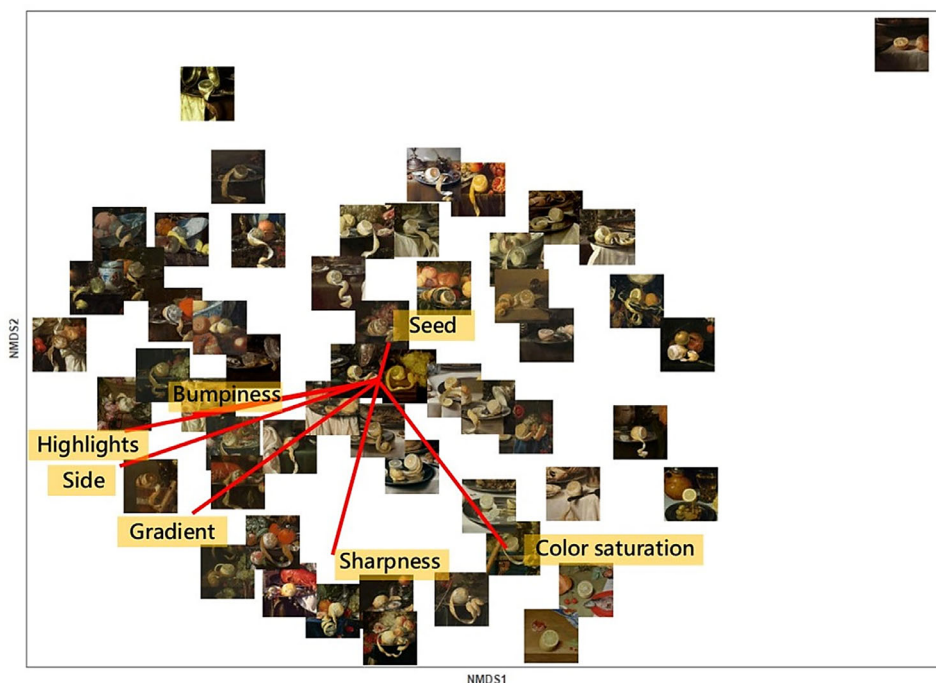 NMDS2
Seed
Bumpiness
Highlights
Side
Gradient
Sharpness
Color saturation
NMDS1